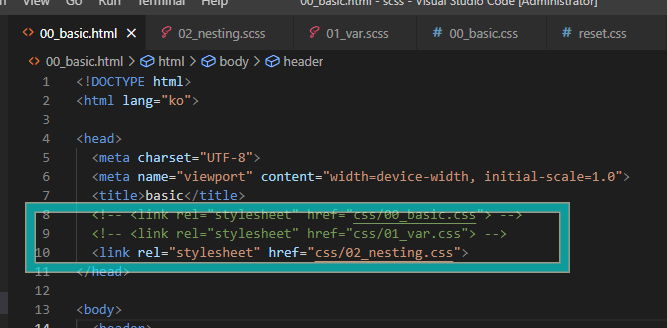 Go Run Terminal Help 00_basic.html - scss - Visual Studio Code [Administrator]
00_basic.html × 02_nesting.scss 01_var.scss # 00_basic.css # reset.css
00_basic.html > html > body > header
1 <!DOCTYPE html>
2 <html lang="ko">
3
4 <head>
5 <meta charset="UTF-8">
6 <meta name="viewport" content="width=device-width, initial-scale=1.0">
7 <title>basic</title>
8 <!-- <link rel="stylesheet" href="css/00_basic.css"> -->
9 <!-- <link rel="stylesheet" href="css/01_var.css"> -->
10 <link rel="stylesheet" href="css/02_nesting.css">
11 </head>
12
13 <body>
14 <header>